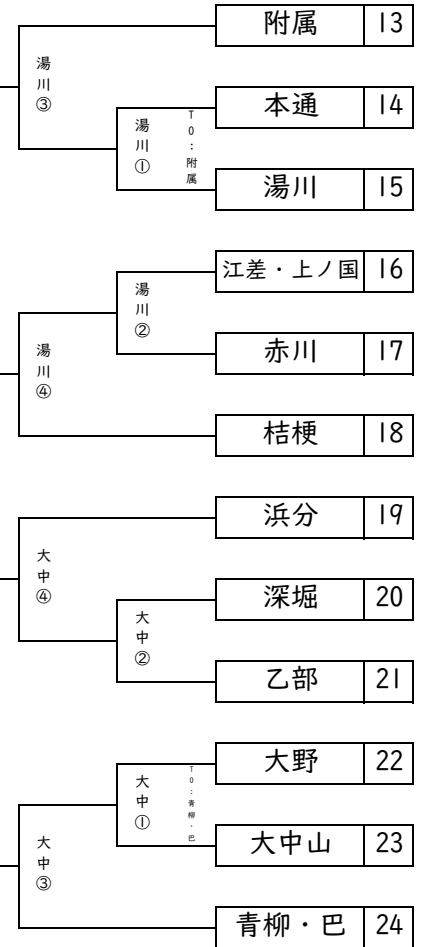 附属 13
湯川③
本通 14
湯川①
TO:附属
湯川 15
江差・上ノ国 16
湯川②
赤川 17
湯川④
桔梗 18
浜分 19
大中④
深堀 20
大中②
乙部 21
大野 22
大中①
TO:青柳・巴
大中山 23
大中③
青柳・巴 24